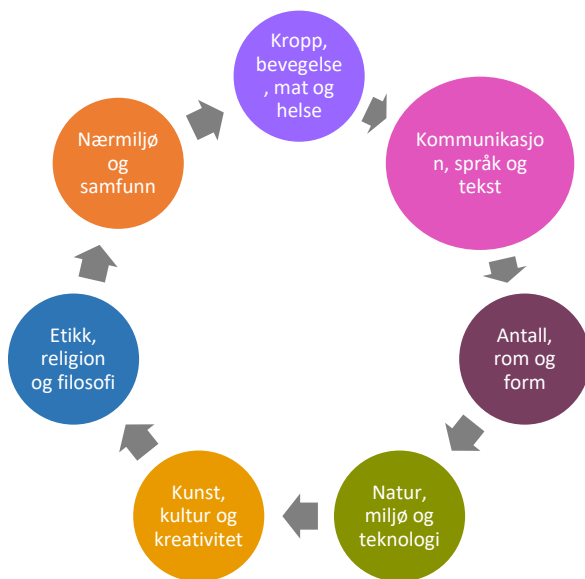 Kropp,
bevegelse
, mat og
helse
Kommunikasjo
n, språk og
tekst
Antall,
rom og
form
Natur,
miljø og
teknologi
Kunst,
kultur og
kreativitet
Etikk,
religion
og filosofi
Nærmiljø
og
samfunn